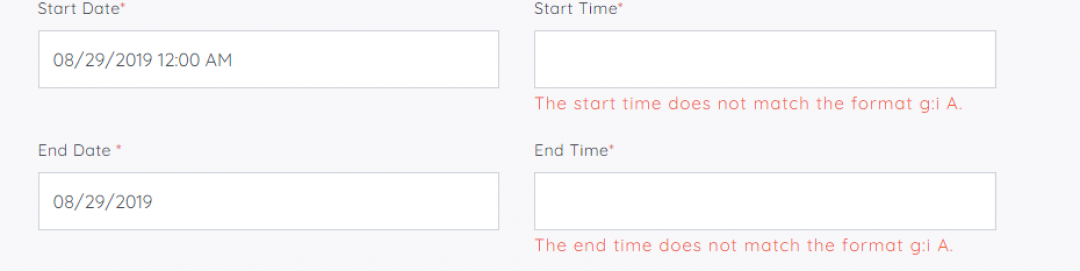 Start Date* Start Time*
08/29/2019 12:00 AM
The start time does not match the format g:i A.
End Date * End Time*
08/29/2019
The end time does not match the format g:i A.